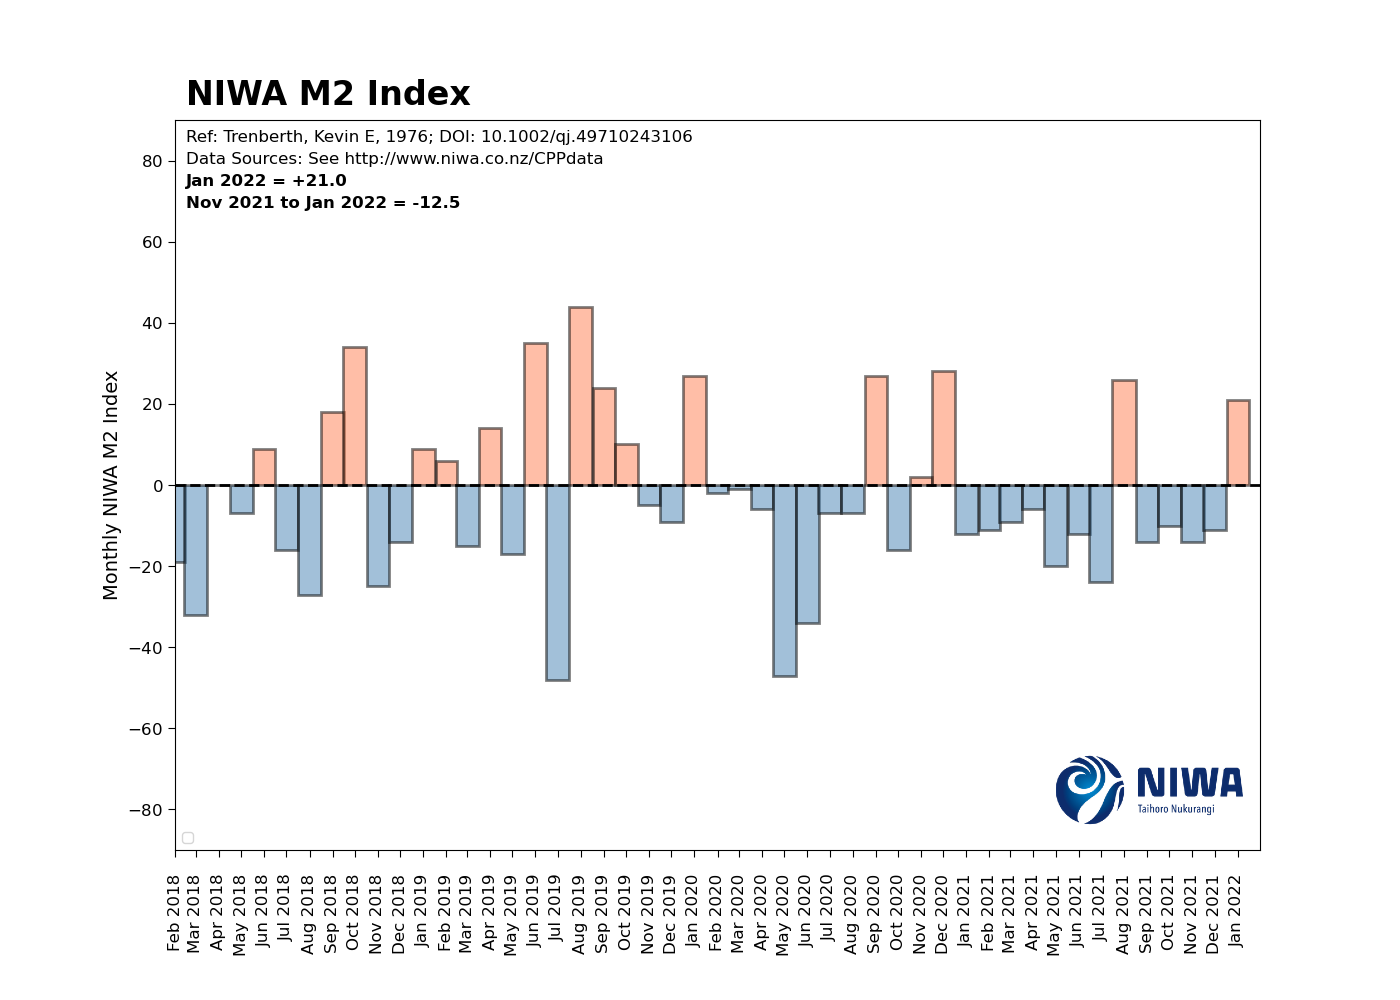 NIWA M2 Index
Ref: Trenberth, Kevin E, 1976; DOI: 10.1002/qj.49710243106
Data Sources: See http://www.niwa.co.nz/CPPdata
Jan 2022 = +21.0
Nov 2021 to Jan 2022 = -12.5
Monthly NIWA M2 Index
80
60
40
20
0
−20
−40
−60
−80
NIWA
Taihoro Nukurangi
Feb 2018
Mar 2018
Apr 2018
May 2018
Jun 2018
Jul 2018
Aug 2018
Sep 2018
Oct 2018
Nov 2018
Dec 2018
Jan 2019
Feb 2019
Mar 2019
Apr 2019
May 2019
Jun 2019
Jul 2019
Aug 2019
Sep 2019
Oct 2019
Nov 2019
Dec 2019
Jan 2020
Feb 2020
Mar 2020
Apr 2020
May 2020
Jun 2020
Jul 2020
Aug 2020
Sep 2020
Oct 2020
Nov 2020
Dec 2020
Jan 2021
Feb 2021
Mar 2021
Apr 2021
May 2021
Jun 2021
Jul 2021
Aug 2021
Sep 2021
Oct 2021
Nov 2021
Dec 2021
Jan 2022